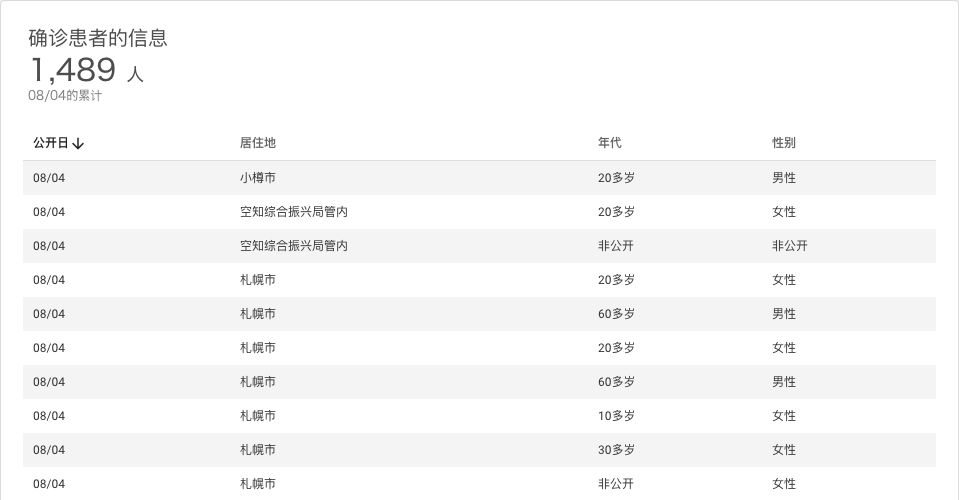 确诊患者的信息
1,489 人
08/04的累计
公开日 居住地 年代 性别
08/04 小樽市 20多岁 男性
08/04 空知综合振兴局管内 20多岁 女性
08/04 空知综合振兴局管内 非公开 非公开
08/04 札幌市 20多岁 女性
08/04 札幌市 60多岁 男性
08/04 札幌市 20多岁 女性
08/04 札幌市 60多岁 男性
08/04 札幌市 10多岁 女性
08/04 札幌市 30多岁 女性
08/04 札幌市 非公开 女性